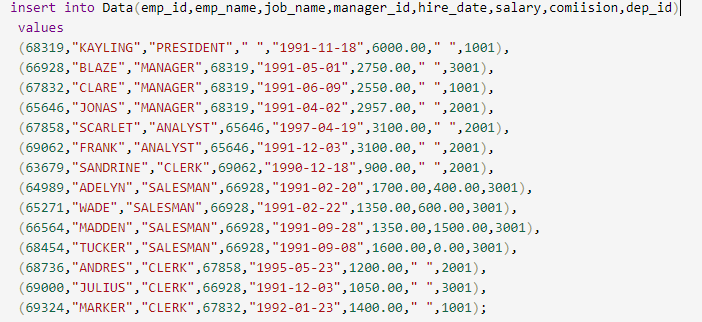 insert into Data(emp_id,emp_name,job_name,manager_id,hire_date,salary,comiision,dep_id)
values
(68319,"KAYLING","PRESIDENT"," ","1991-11-18",6000.00," ",1001),
(66928,"BLAZE","MANAGER",68319,"1991-05-01",2750.00," ",3001),
(67832,"CLARE","MANAGER",68319,"1991-06-09",2550.00," ",1001),
(65646,"JONAS","MANAGER",68319,"1991-04-02",2957.00," ",2001),
(67858,"SCARLET","ANALYST",65646,"1997-04-19",3100.00," ",2001),
(69062,"FRANK","ANALYST",65646,"1991-12-03",3100.00," ",2001),
(63679,"SANDRINE","CLERK",69062,"1990-12-18",900.00," ",2001),
(64989,"ADELYN","SALESMAN",66928,"1991-02-20",1700.00,400.00,3001),
(65271,"WADE","SALESMAN",66928,"1991-02-22",1350.00,600.00,3001),
(66564,"MADDEN","SALESMAN",66928,"1991-09-28",1350.00,1500.00,3001),
(68454,"TUCKER","SALESMAN",66928,"1991-09-08",1600.00,0.00,3001),
(68736,"ANDRES","CLERK",67858,"1995-05-23",1200.00," ",2001),
(69000,"JULIUS","CLERK",66928,"1991-12-03",1050.00," ",3001),
(69324,"MARKER","CLERK",67832,"1992-01-23",1400.00," ",1001);